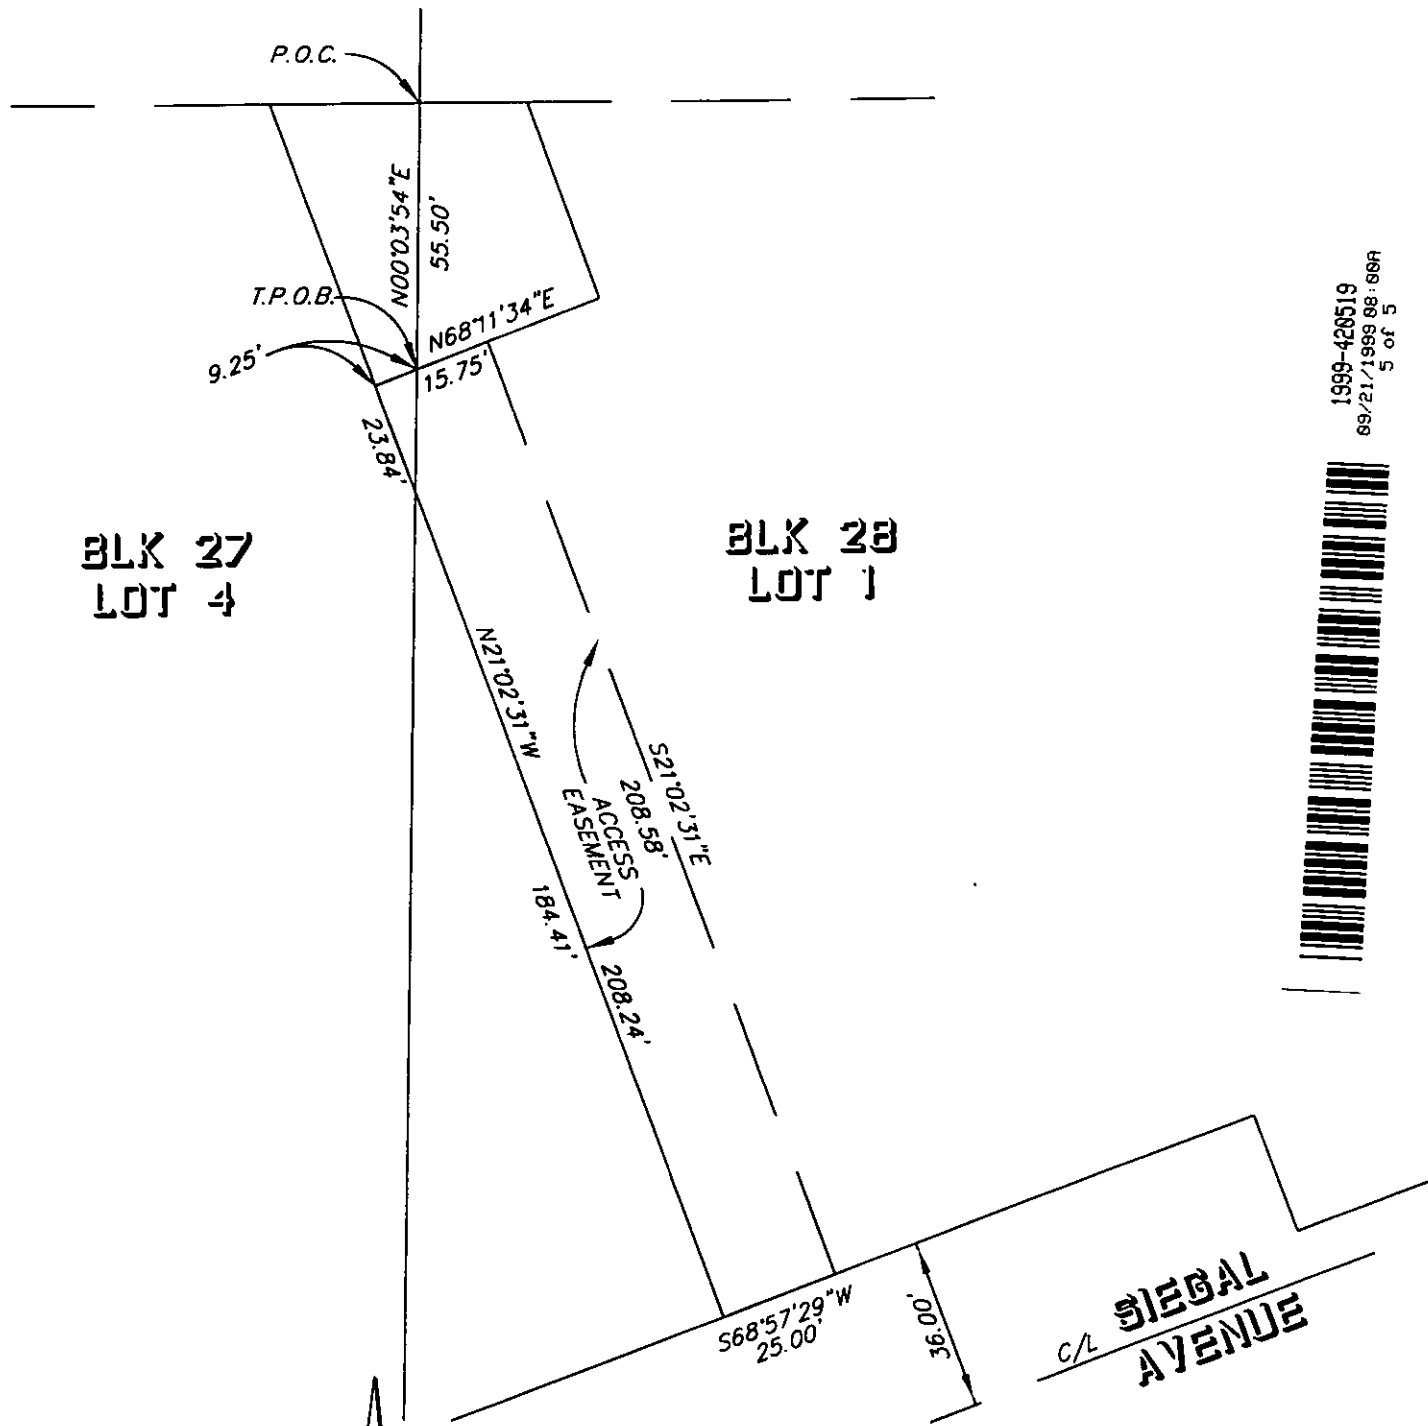 P.O.C.
N00°03'54"E
55.50'
T.P.O.B.
N68°11'34"E
9.25'
15.75'
23.84'
1999-420519
09/21/1999 08:00A
5 of 5
BLK 27
LOT 4
BLK 28
LOT 1
N21°02'31"W
S21°02'31"E
208.58'
ACCESS
EASEMENT
184.41'
208.24'
S68°57'29"W
25.00'
36.00'
C/L
SIEGAL
AVENUE